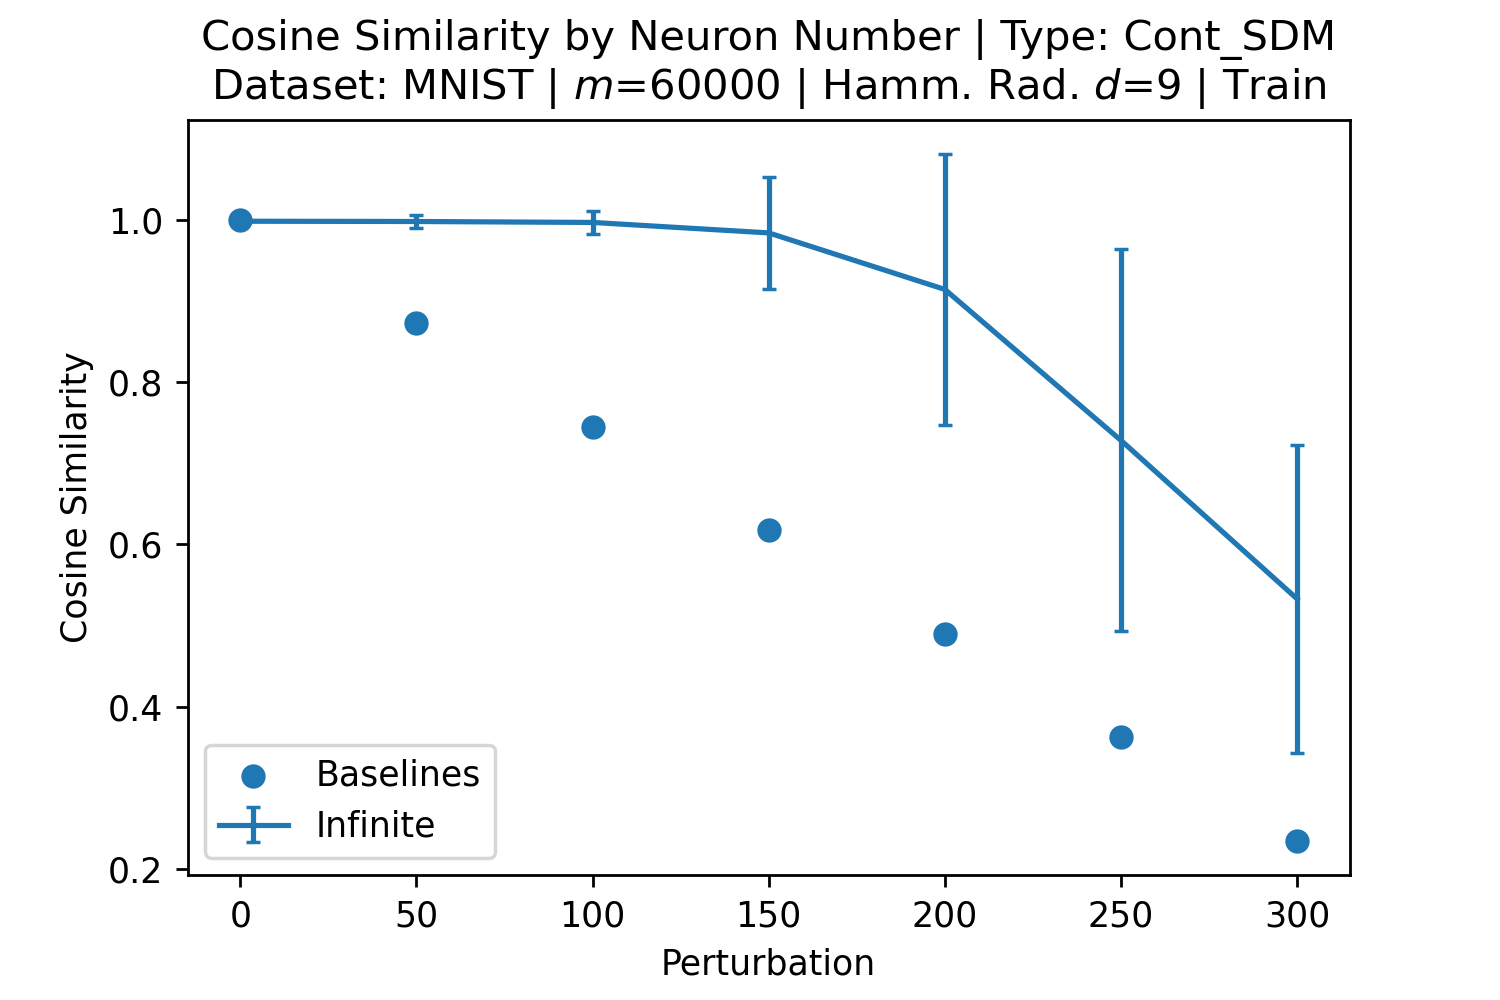 Cosine Similarity by Neuron Number | Type: Cont_SDM
Dataset: MNIST | m=60000 | Hamm. Rad. d=9 | Train
Cosine Similarity
1.0
0.8
0.6
0.4
0.2
Baselines
Infinite
0 50 100 150 200 250 300
Perturbation